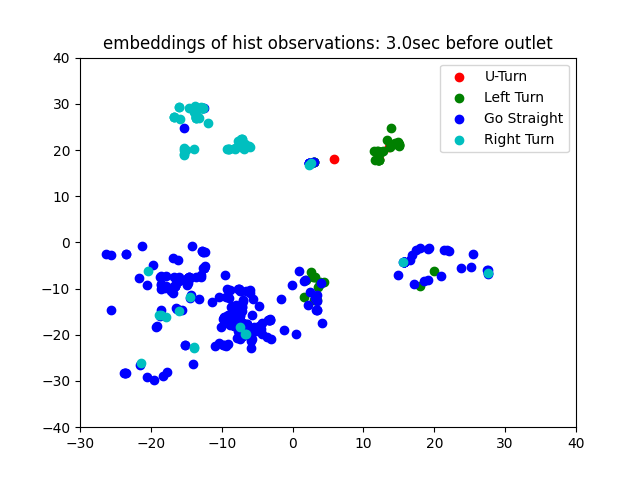 embeddings of hist observations: 3.0sec before outlet
U-Turn
Left Turn
Go Straight
Right Turn
40
30
20
10
0
−10
−20
−30
−40
−30 −20 −10 0 10 20 30 40